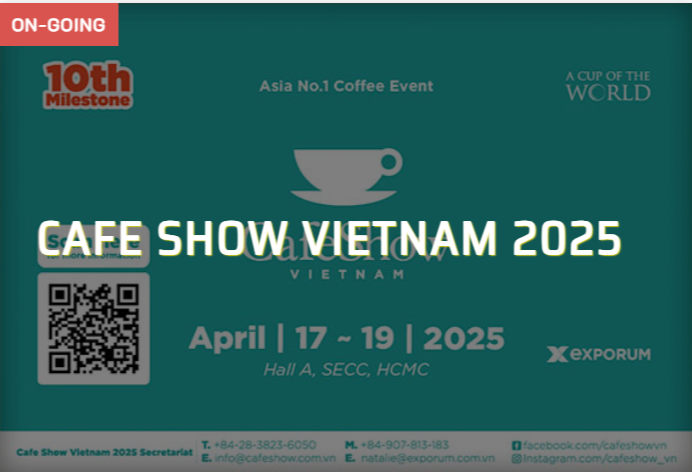 ON-GOING
10th
Milestone
Asia No.1 Coffee Event
A CUP OF THE
WORLD
CAFE SHOW VIETNAM 2025
CafeShow
VIETNAM
April | 17 ~ 19 | 2025
Hall A, SECC, HCMC
EXPORUM
Cafe Show Vietnam 2025 Secretariat
T. +84-28-3823-6050
E. info@cafeshow.com.vn
M. +84-907-813-183
E. natalie@exporum.com.vn
facebook.com/cafeshowvn
Instagram.com/cafeshow_vn